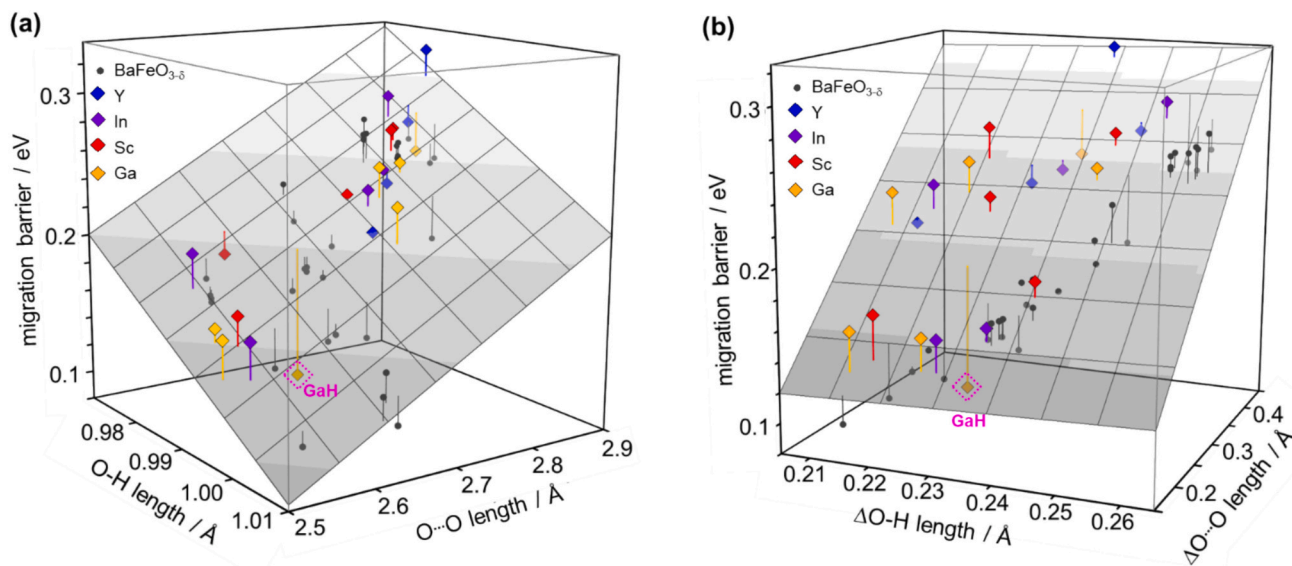 (a)
BaFeO₃₋δ
Y
In
Sc
Ga
0.3
0.2
0.1
migration barrier / eV
GaH
0.98
0.99
1.00
1.01
O-H length / Å
2.5
2.6
2.7
2.8
2.9
O···O length / Å
(b)
BaFeO₃₋δ
Y
In
Sc
Ga
0.3
0.2
0.1
migration barrier / eV
GaH
0.21
0.22
0.23
0.24
0.25
0.26
ΔO-H length / Å
0.2
0.3
0.4
ΔO···O length / Å